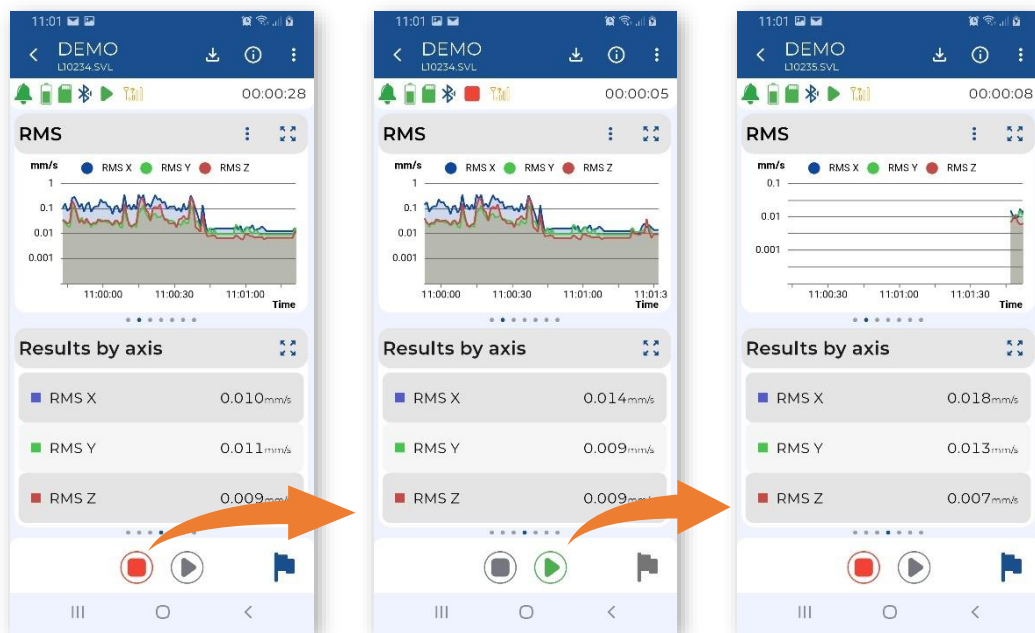 11:01
DEMO
L10234.SVL
00:00:28
RMS
mm/s RMS X RMS Y RMS Z
1
0.1
0.01
0.001
11:00:00 11:00:30 11:01:00
Time
Results by axis
RMS X 0.010mm/s
RMS Y 0.011mm/s
RMS Z 0.009mm/s
11:01
DEMO
L10234.SVL
00:00:05
RMS
mm/s RMS X RMS Y RMS Z
1
0.1
0.01
0.001
11:00:00 11:00:30 11:01:00 11:01:3
Time
Results by axis
RMS X 0.014mm/s
RMS Y 0.009mm/s
RMS Z 0.009mm/s
11:01
DEMO
L10235.SVL
00:00:08
RMS
mm/s RMS X RMS Y RMS Z
0.1
0.01
0.001
11:00:30 11:01:00 11:01:30
Time
Results by axis
RMS X 0.018mm/s
RMS Y 0.013mm/s
RMS Z 0.007mm/s